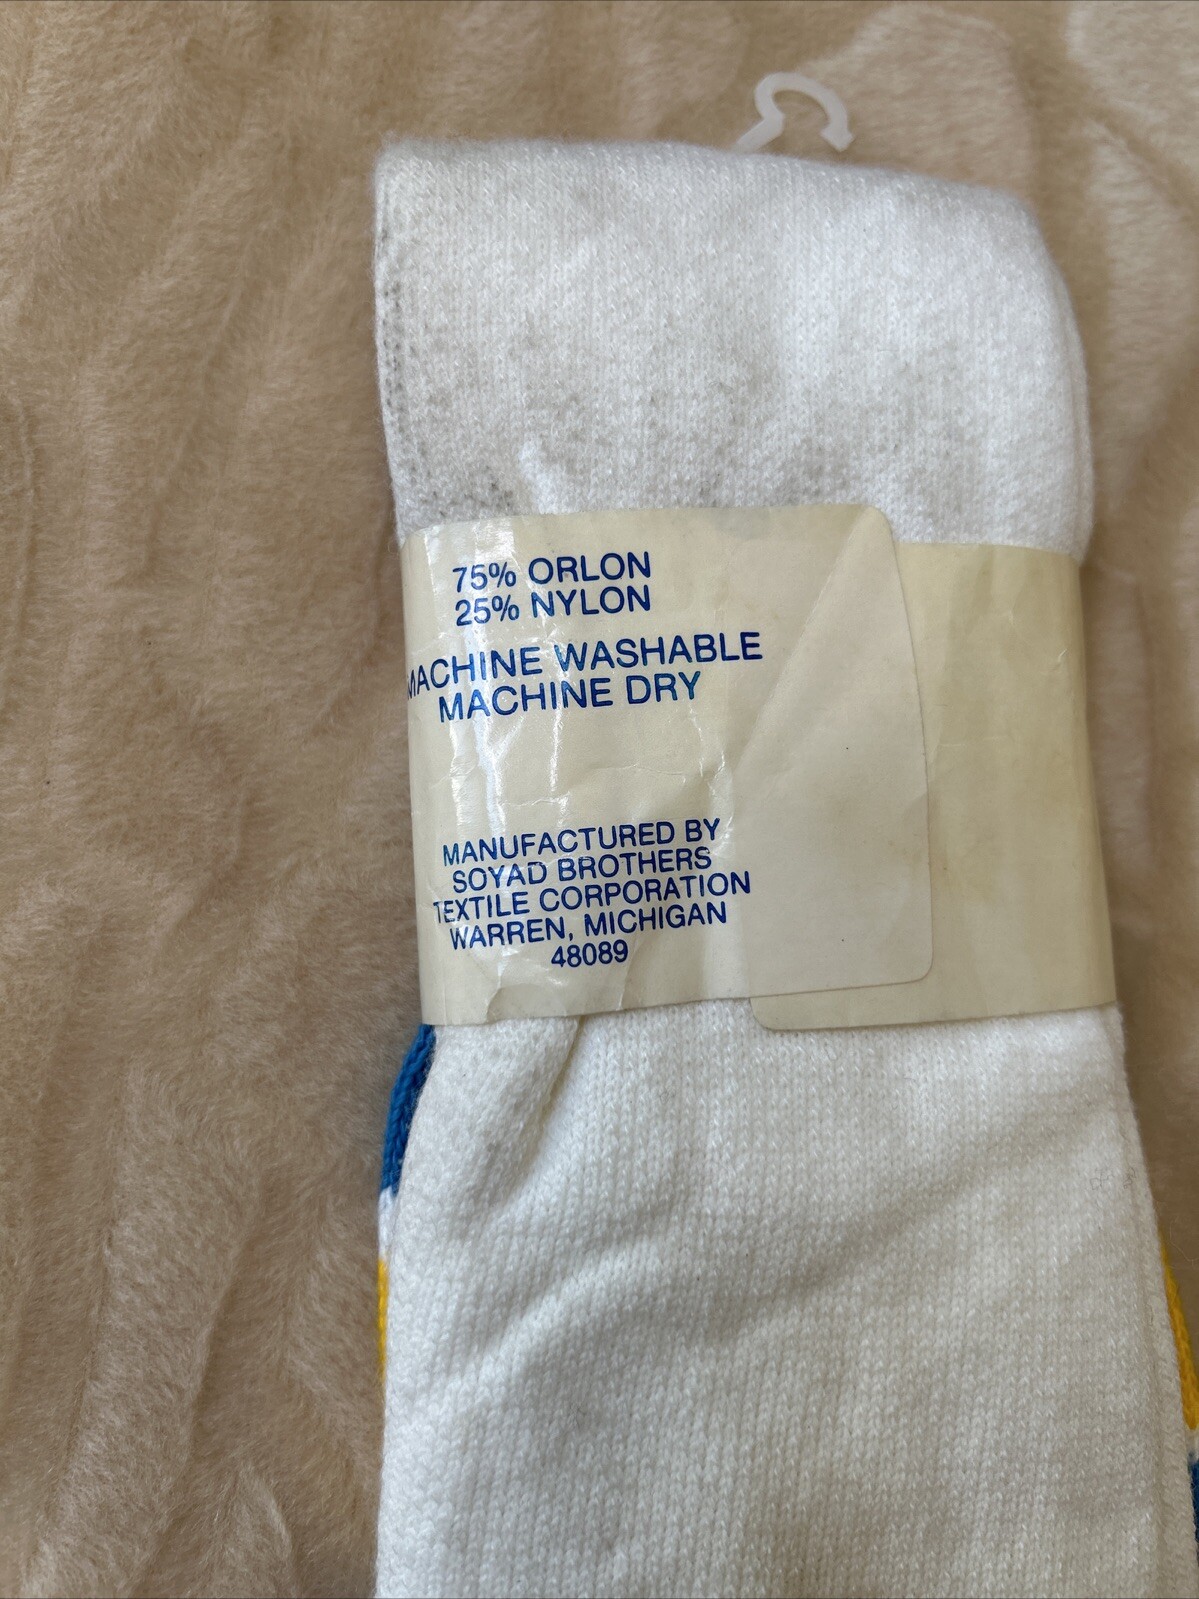 75% ORLON
25% NYLON
MACHINE WASHABLE
MACHINE DRY
MANUFACTURED BY
SOYAD BROTHERS
TEXTILE CORPORATION
WARREN, MICHIGAN
48089